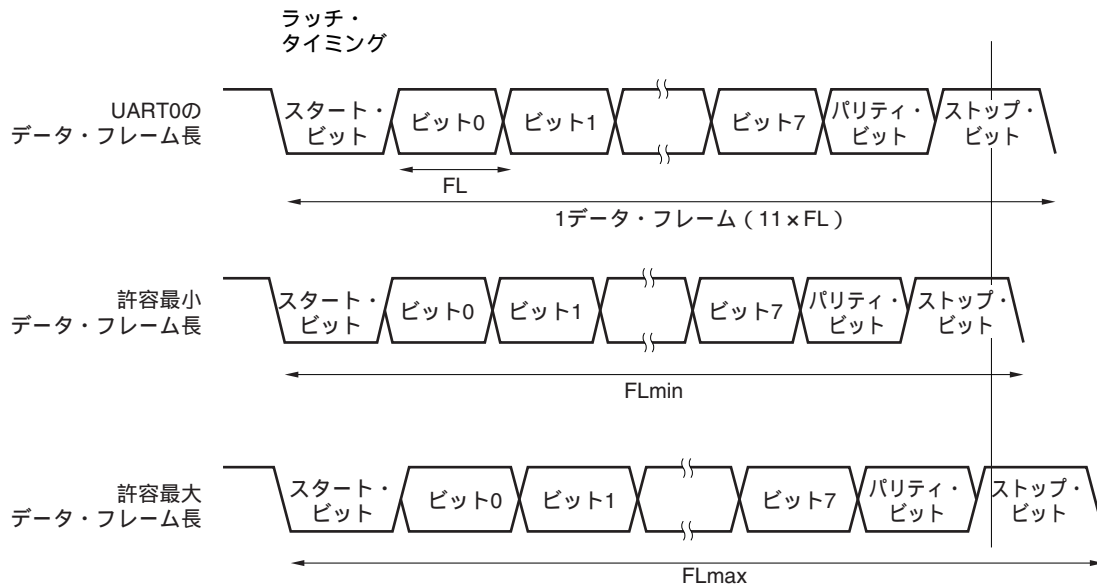 ラッチ・
タイミング
UART0の
データ・フレーム長
スタート・
ビット
ビット0
ビット1
ビット7
パリティ・
ビット
ストップ・
ビット
FL
1データ・フレーム（11×FL）
許容最小
データ・フレーム長
スタート・
ビット
ビット0
ビット1
ビット7
パリティ・
ビット
ストップ・
ビット
FLmin
許容最大
データ・フレーム長
スタート・
ビット
ビット0
ビット1
ビット7
パリティ・
ビット
ストップ・
ビット
FLmax